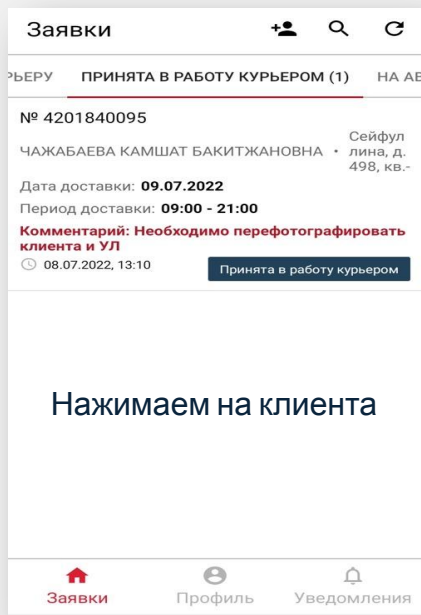 Заявки
РЬЕРУ ПРИНЯТА В РАБОТУ КУРЬЕРОМ (1) НА АВ
№ 4201840095
ЧАЖАБАЕВА КАМШАТ БАКИТЖАНОВНА • Сейфул
лина, д.
498, кв.-
Дата доставки: 09.07.2022
Период доставки: 09:00 - 21:00
Комментарий: Необходимо перефотографировать
клиента и УЛ
08.07.2022, 13:10 Принята в работу курьером
Нажимаем на клиента
Заявки Профиль Уведомления